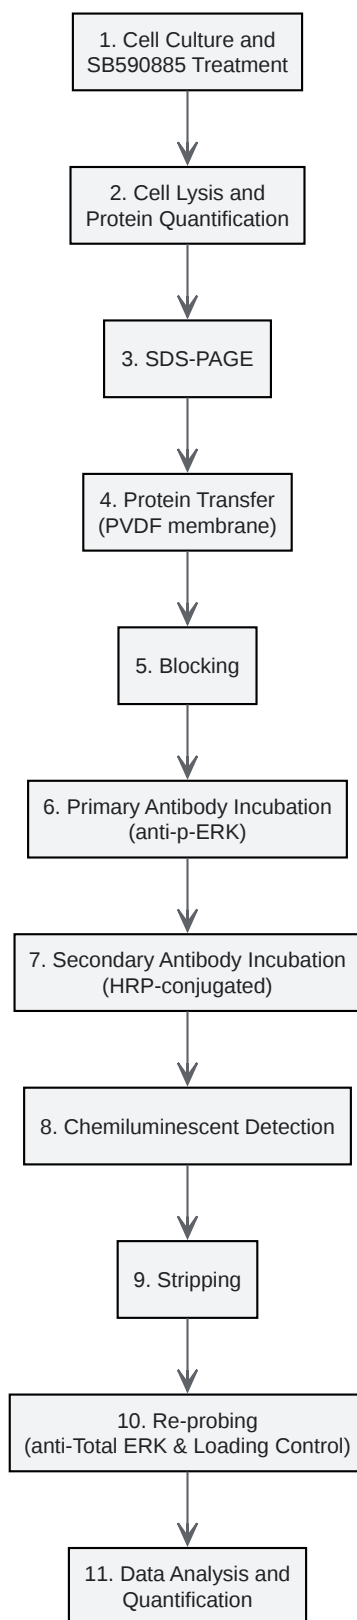 1. Cell Culture and
SB590885 Treatment
2. Cell Lysis and
Protein Quantification
3. SDS-PAGE
4. Protein Transfer
(PVDF membrane)
5. Blocking
6. Primary Antibody Incubation
(anti-p-ERK)
7. Secondary Antibody Incubation
(HRP-conjugated)
8. Chemiluminescent Detection
9. Stripping
10. Re-probing
(anti-Total ERK & Loading Control)
11. Data Analysis and
Quantification